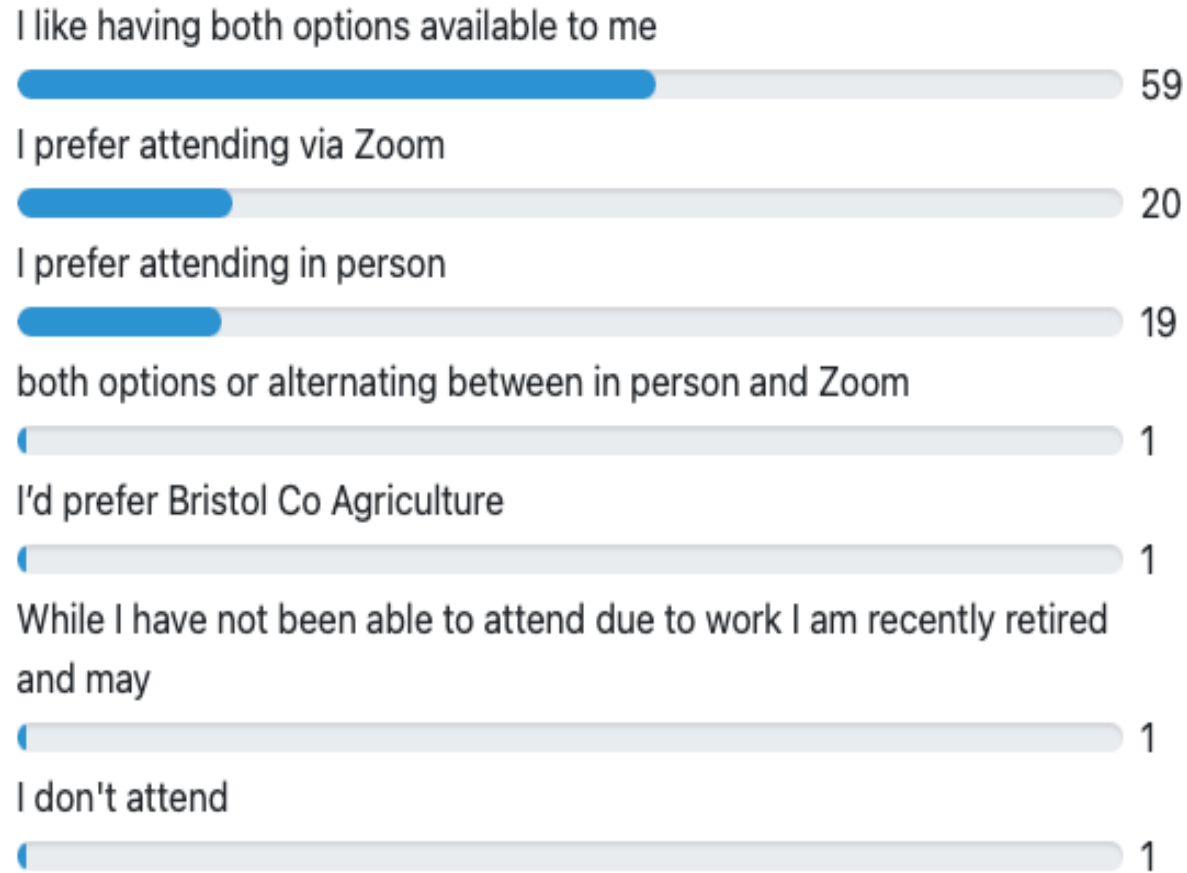 I like having both options available to me
59
I prefer attending via Zoom
20
I prefer attending in person
19
both options or alternating between in person and Zoom
1
I’d prefer Bristol Co Agriculture
1
While I have not been able to attend due to work I am recently retired
and may
1
I don't attend
1